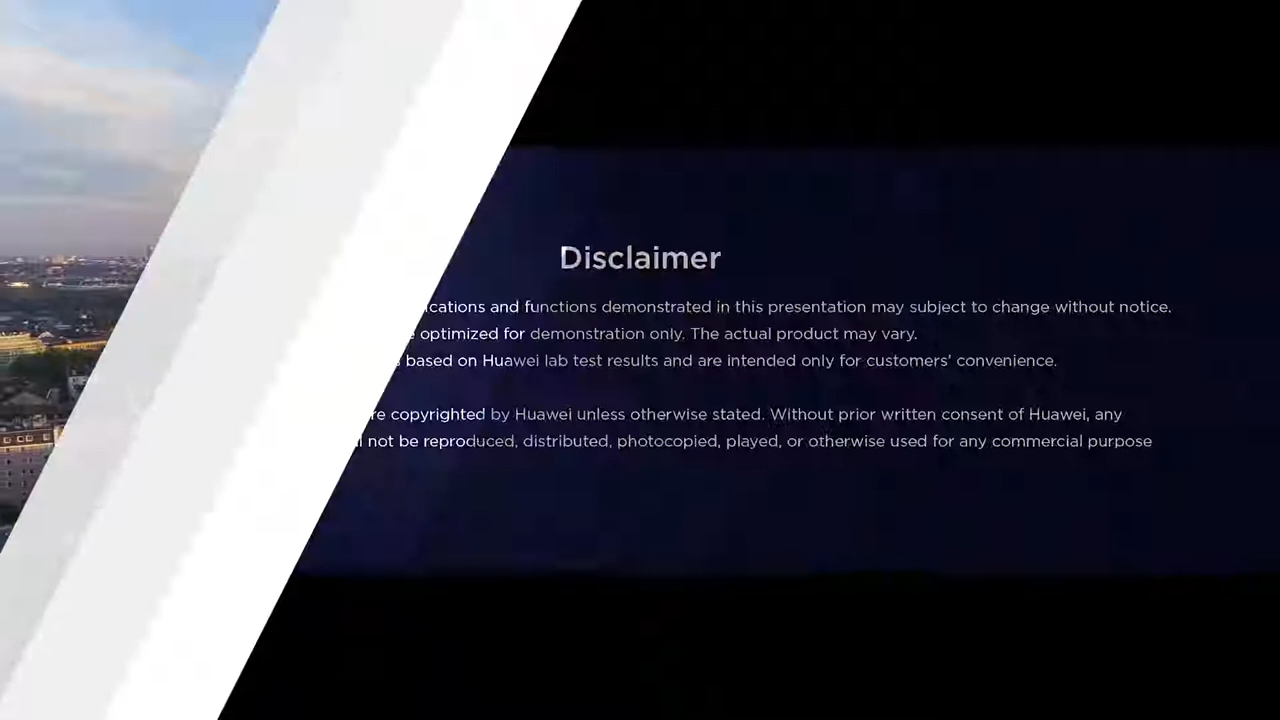 Disclaimer
and functions demonstrated in this presentation may subject to change without notice.
optimized for demonstration only. The actual product may vary.
based on Huawei lab test results and are intended only for customers' convenience.
copyrighted by Huawei unless otherwise stated. Without prior written consent of Huawei, any
not be reproduced, distributed, photocopied, played, or otherwise used for any commercial purpose